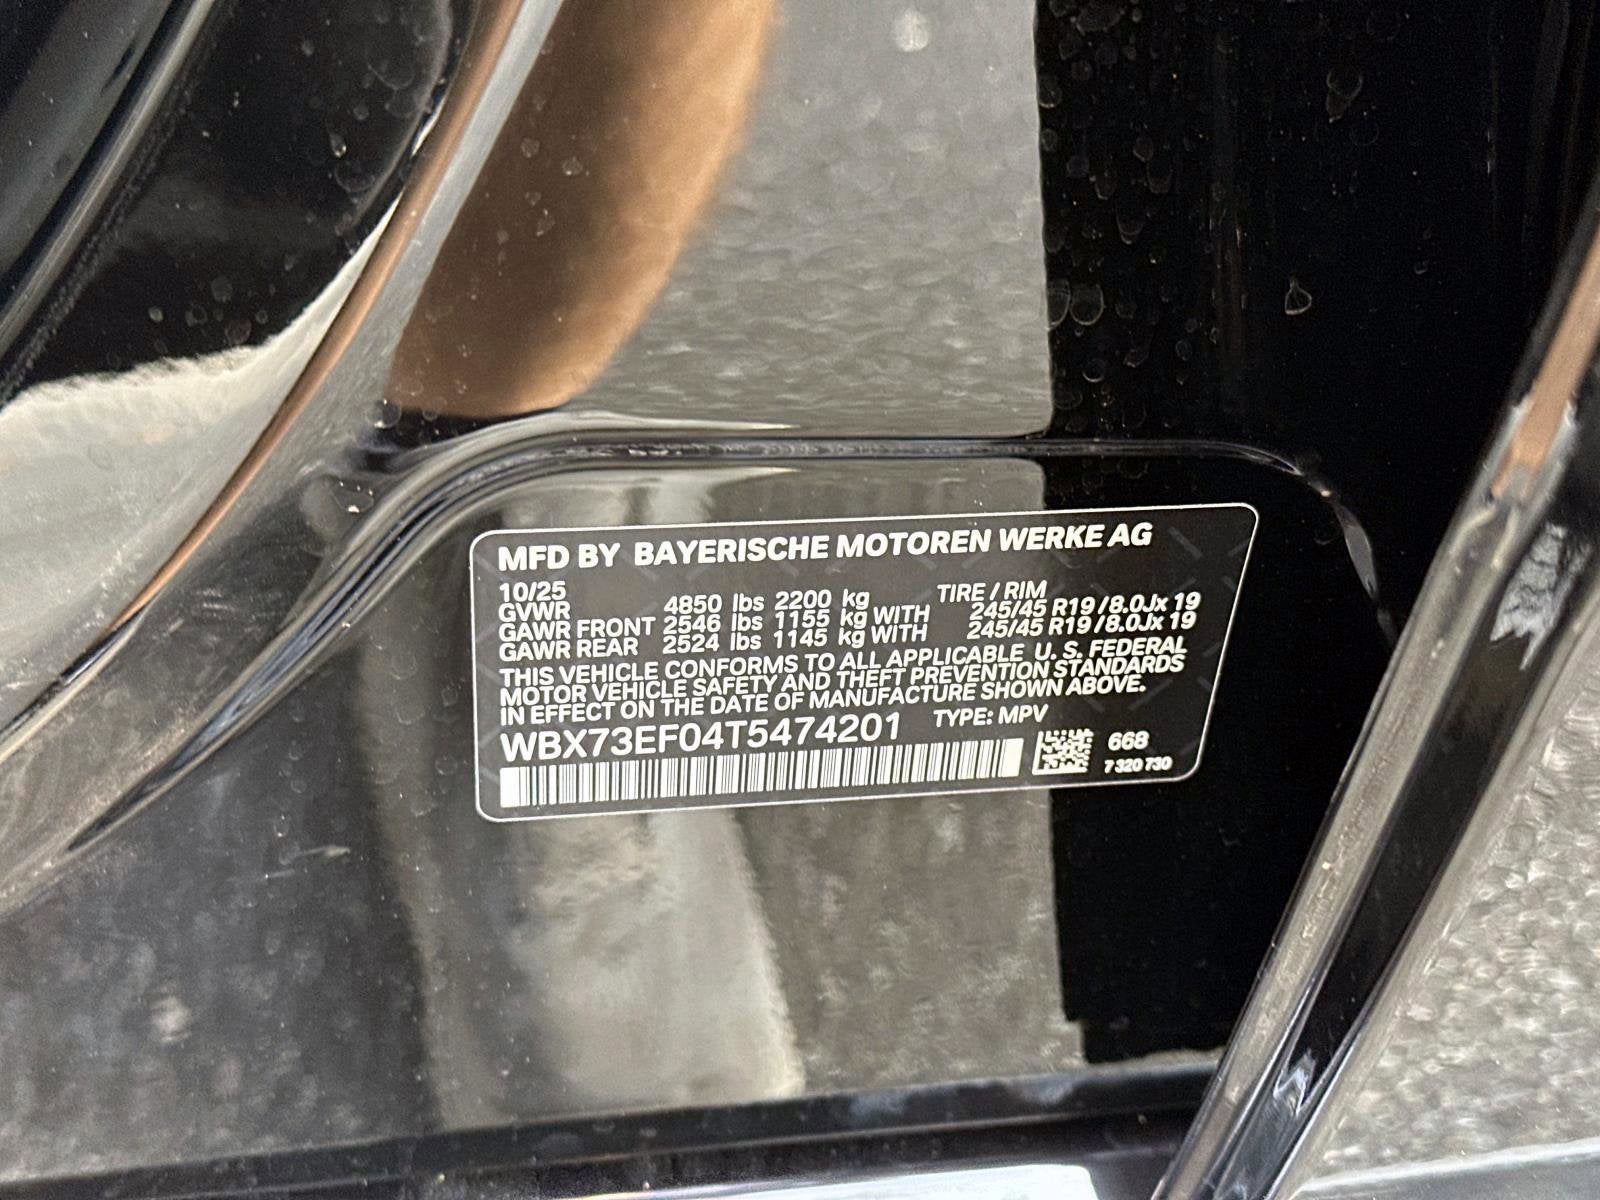 MFD BY BAYERISCHE MOTOREN WERKE AG
10/25 TIRE / RIM
GVWR 4850 lbs 2200 kg
GAWR FRONT 2546 lbs 1155 kg WITH 245/45 R19 / 8.0Jx 19
GAWR REAR 2524 lbs 1145 kg WITH 245/45 R19 / 8.0Jx 19
THIS VEHICLE CONFORMS TO ALL APPLICABLE U. S. FEDERAL
MOTOR VEHICLE SAFETY AND THEFT PREVENTION STANDARDS
IN EFFECT ON THE DATE OF MANUFACTURE SHOWN ABOVE.
WBX73EF04T5474201 TYPE: MPV
668
7 320 730